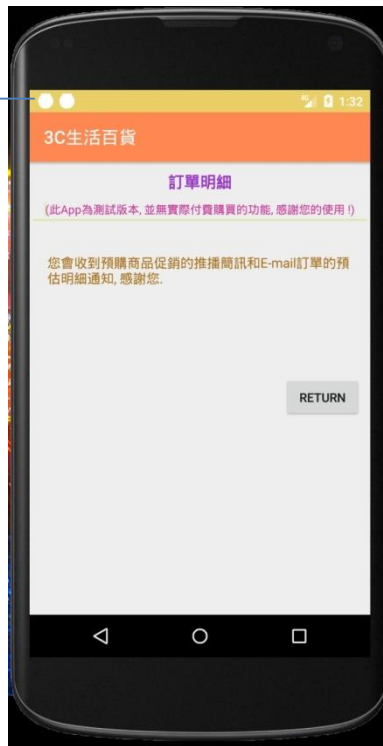 4G 1:32
3C生活百貨
訂單明細
(此App為測試版本, 並無實際付費購買的功能, 感謝您的使用 !)
您會收到預購商品促銷的推播簡訊和E-mail訂單的預
估明細通知, 感謝您.
RETURN